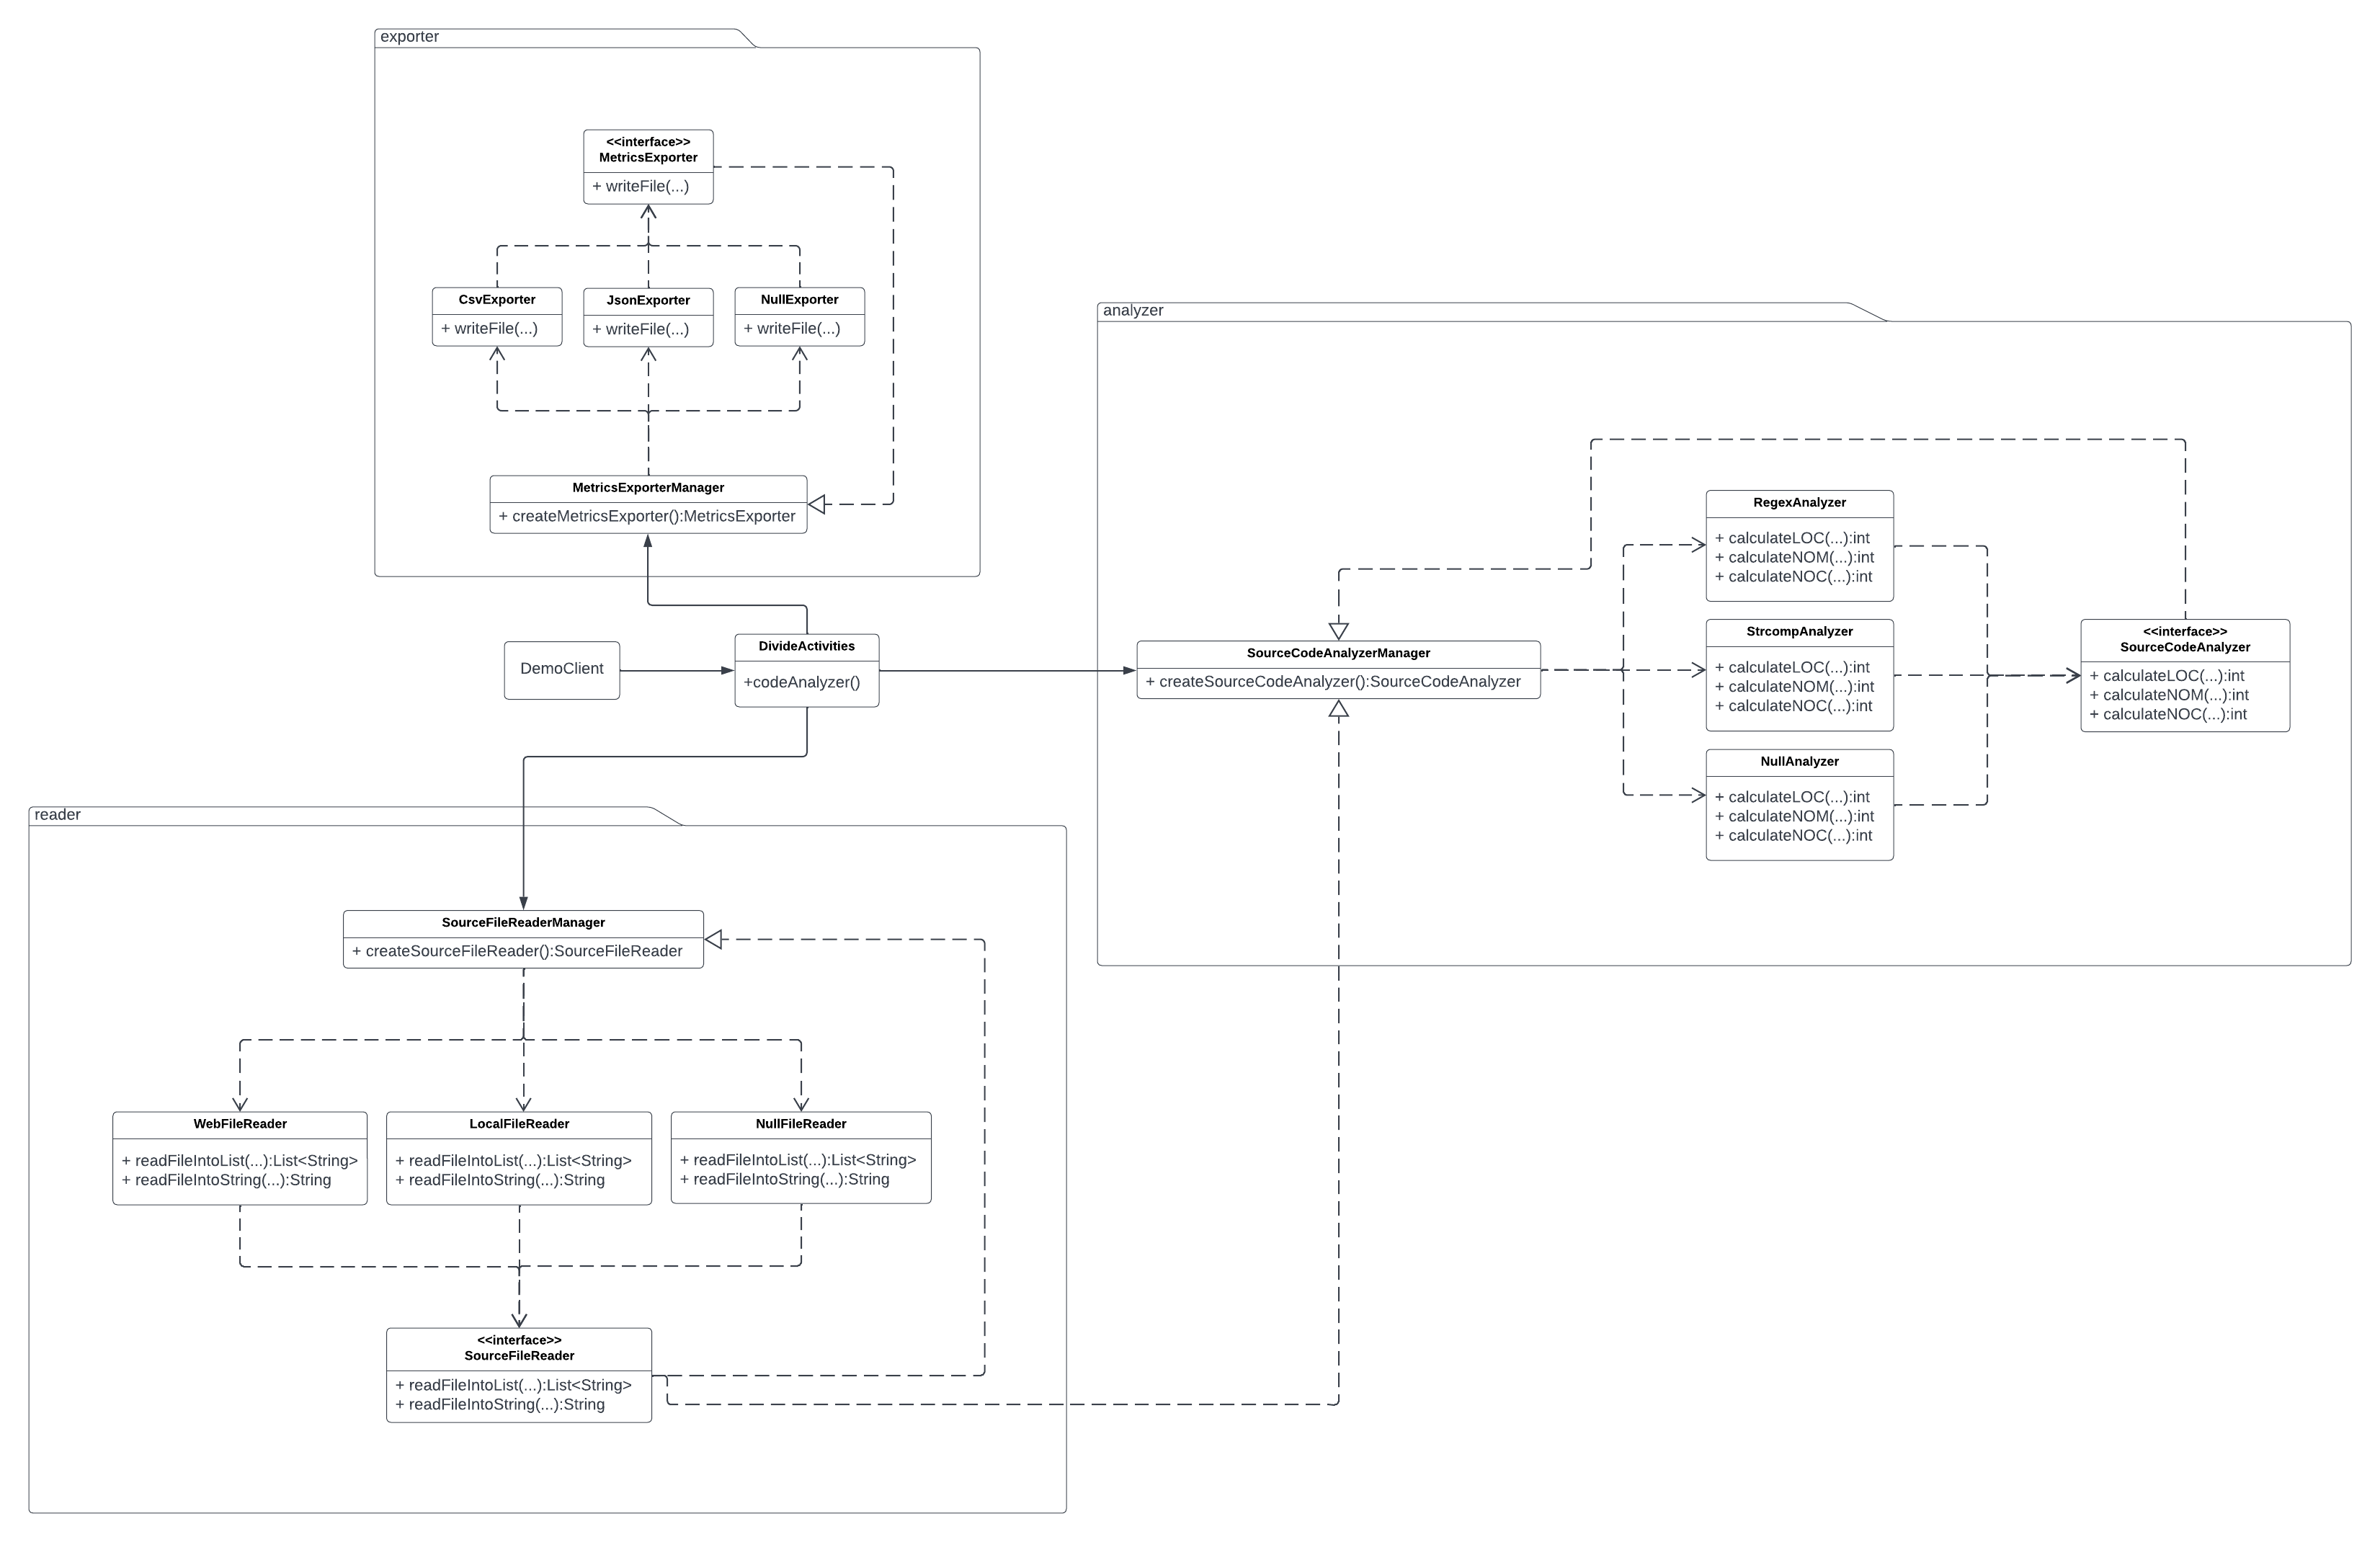 exporter
<<interface>>
MetricsExporter
+ writeFile(...)
CsvExporter
+ writeFile(...)
JsonExporter
+ writeFile(...)
NullExporter
+ writeFile(...)
MetricsExporterManager
+ createMetricsExporter():MetricsExporter
DemoClient
DivideActivities
+codeAnalyzer()
analyzer
SourceCodeAnalyzerManager
+ createSourceCodeAnalyzer():SourceCodeAnalyzer
RegexAnalyzer
+ calculateLOC(...):int
+ calculateNOM(...):int
+ calculateNOC(...):int
StrcompAnalyzer
+ calculateLOC(...):int
+ calculateNOM(...):int
+ calculateNOC(...):int
NullAnalyzer
+ calculateLOC(...):int
+ calculateNOM(...):int
+ calculateNOC(...):int
<<interface>>
SourceCodeAnalyzer
+ calculateLOC(...):int
+ calculateNOM(...):int
+ calculateNOC(...):int
reader
SourceFileReaderManager
+ createSourceFileReader():SourceFileReader
WebFileReader
+ readFileIntoList(...):List<String>
+ readFileIntoString(...):String
LocalFileReader
+ readFileIntoList(...):List<String>
+ readFileIntoString(...):String
NullFileReader
+ readFileIntoList(...):List<String>
+ readFileIntoString(...):String
<<interface>>
SourceFileReader
+ readFileIntoList(...):List<String>
+ readFileIntoString(...):String